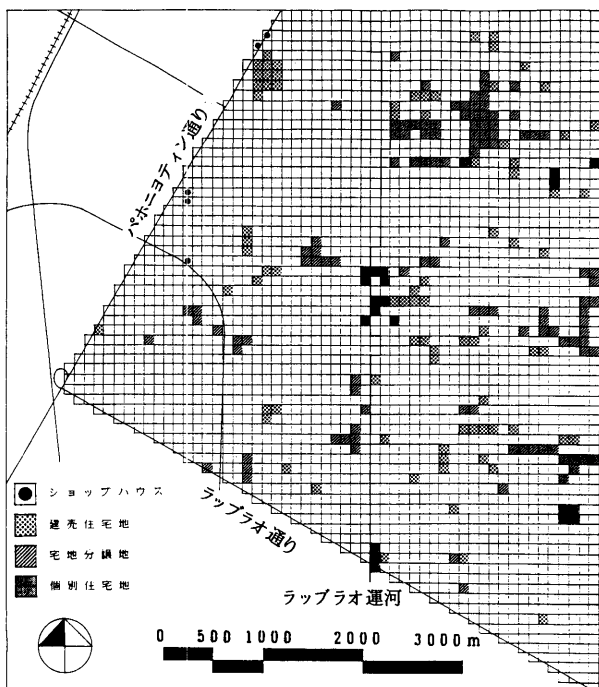 パホニヨティン通り
ラップラオ通り
ショップハウス
建売住宅地
宅地分譲地
個別住宅地
ラップラオ運河
0 500 1000 2000 3000m